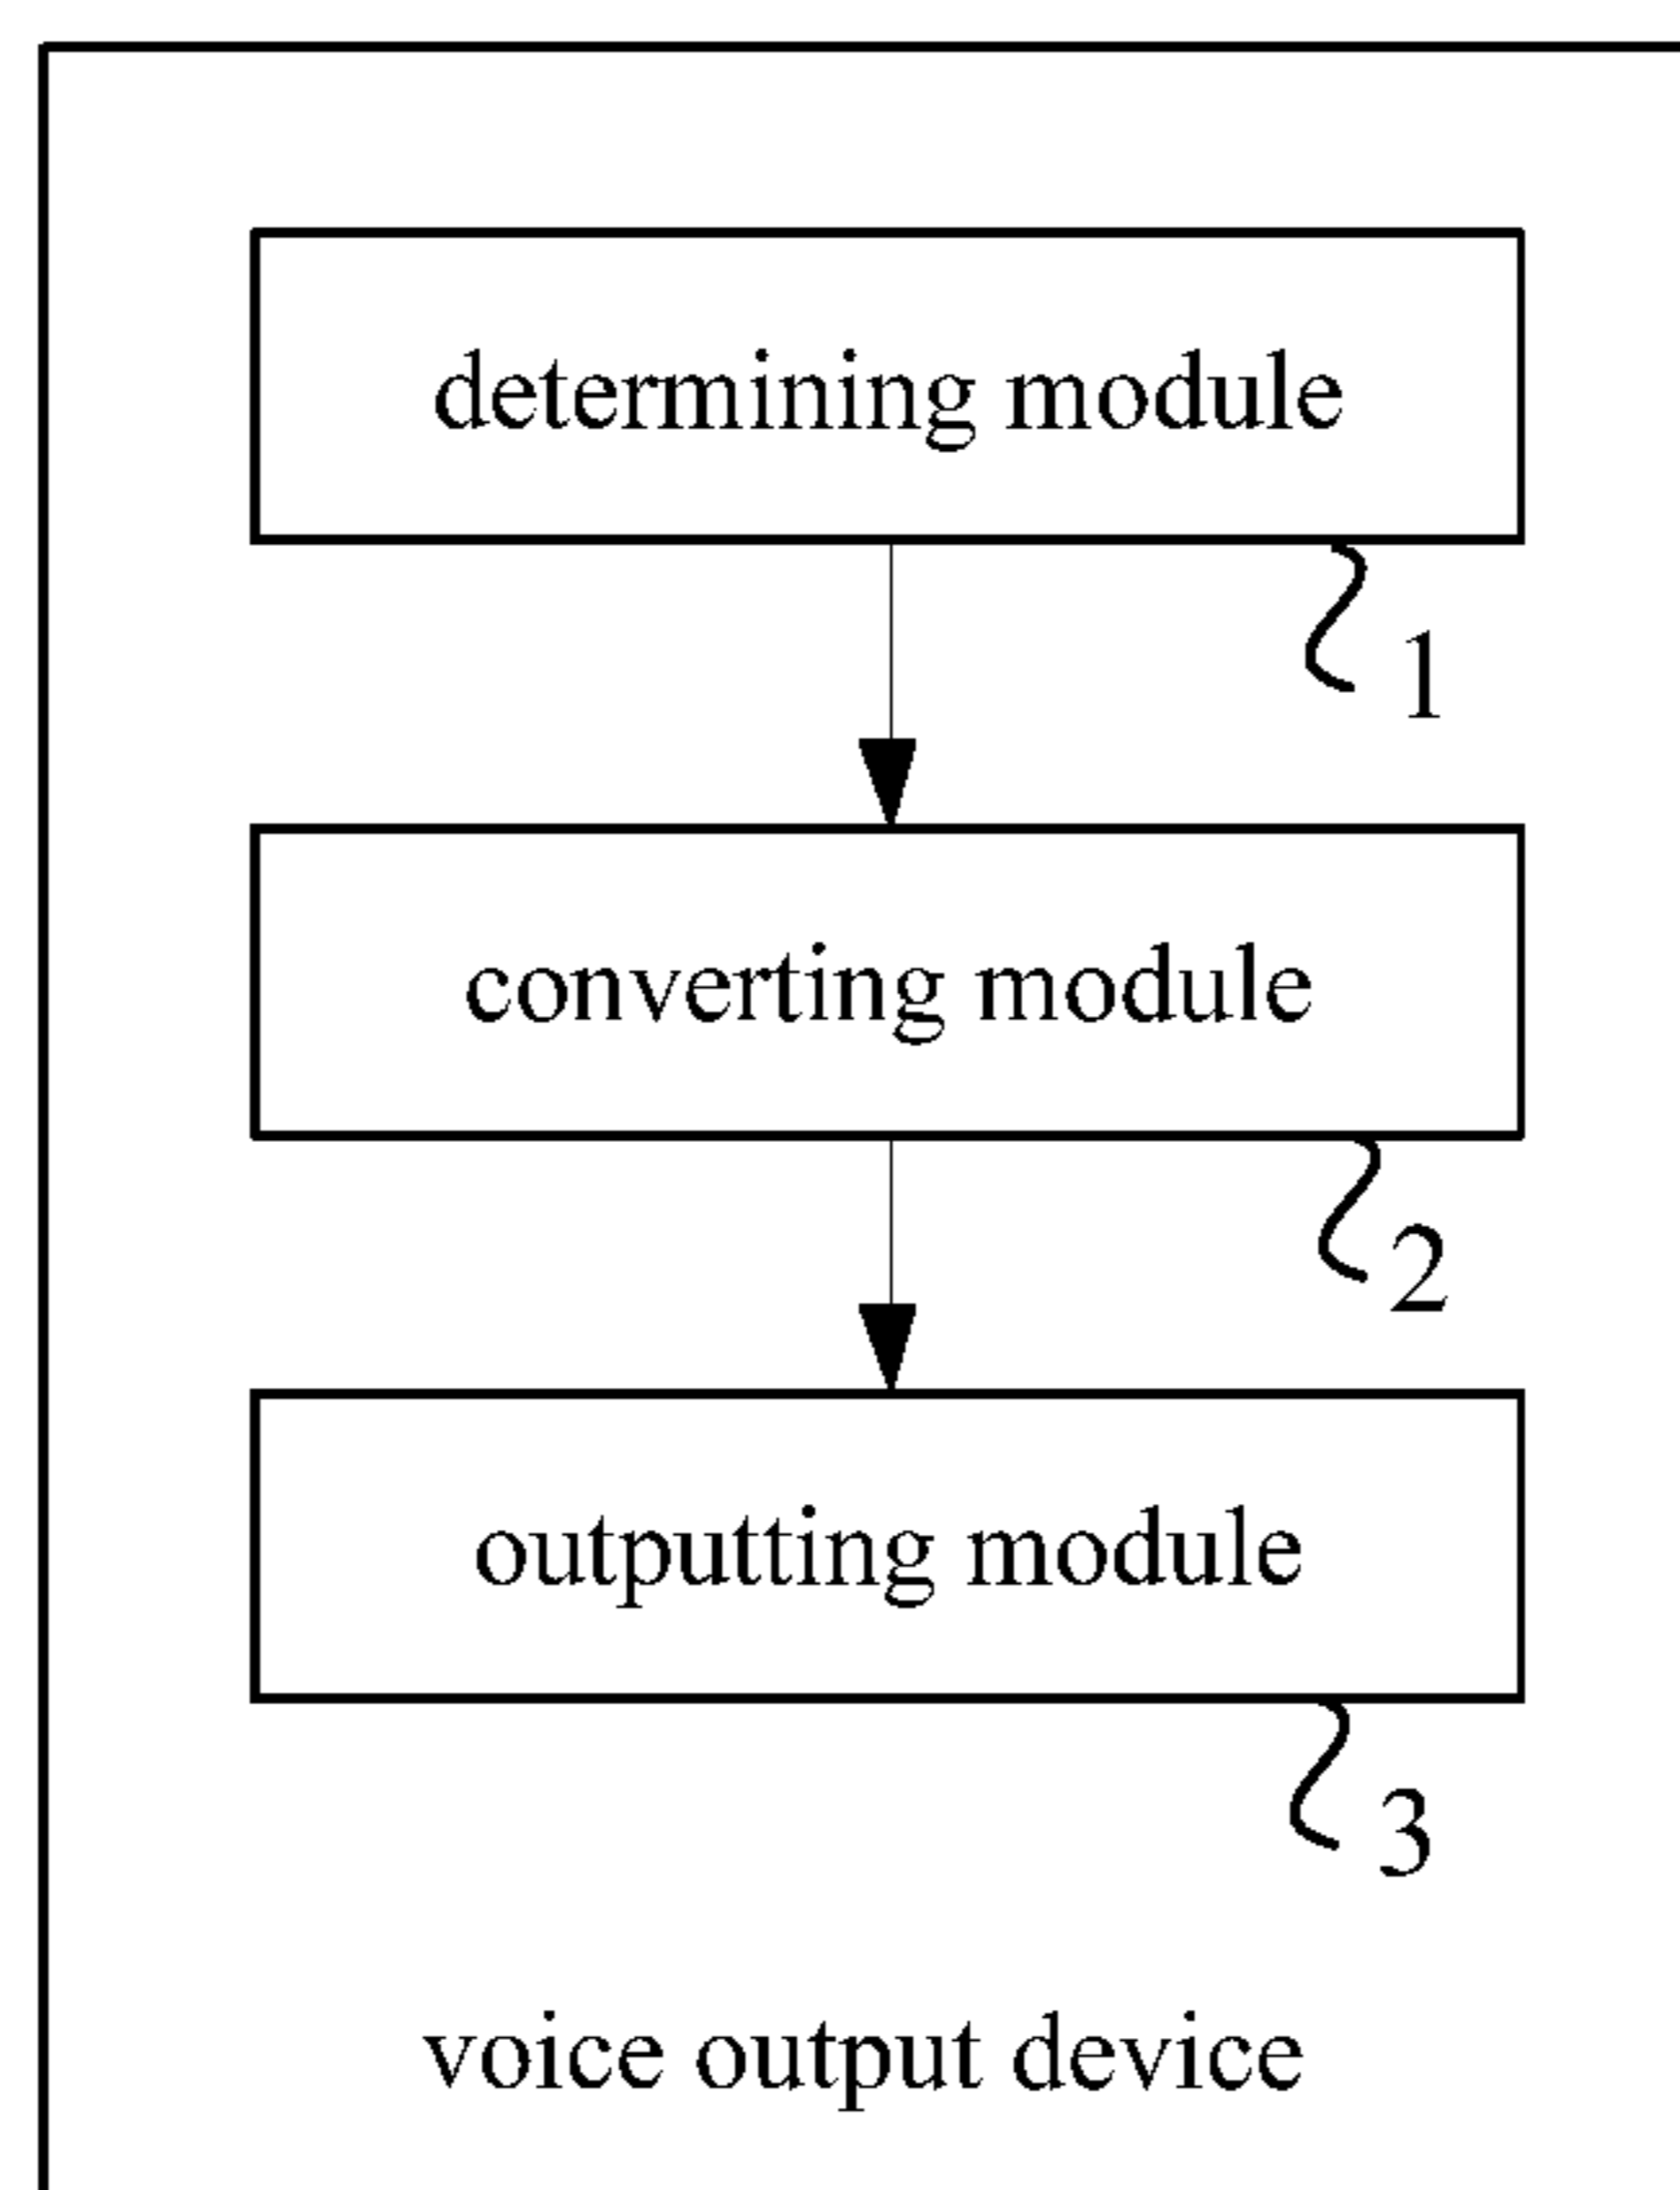 determining module
1
converting module
2
outputting module
3
voice output device